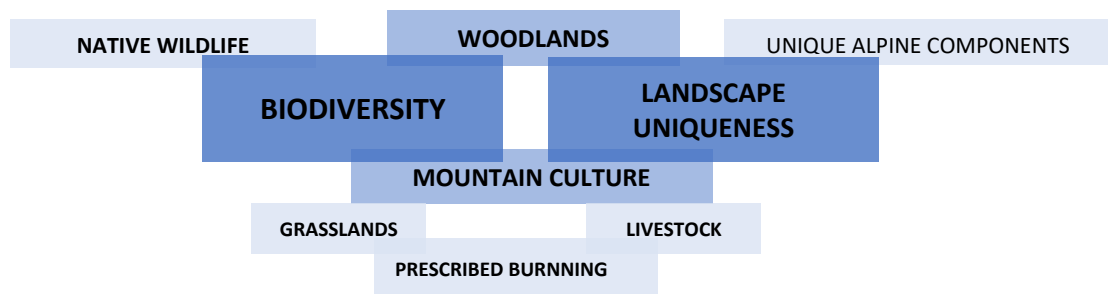 NATIVE WILDLIFE
WOODLANDS
UNIQUE ALPINE COMPONENTS
BIODIVERSITY
LANDSCAPE
UNIQUENESS
MOUNTAIN CULTURE
GRASSLANDS
LIVESTOCK
PRESCRIBED BURNNING